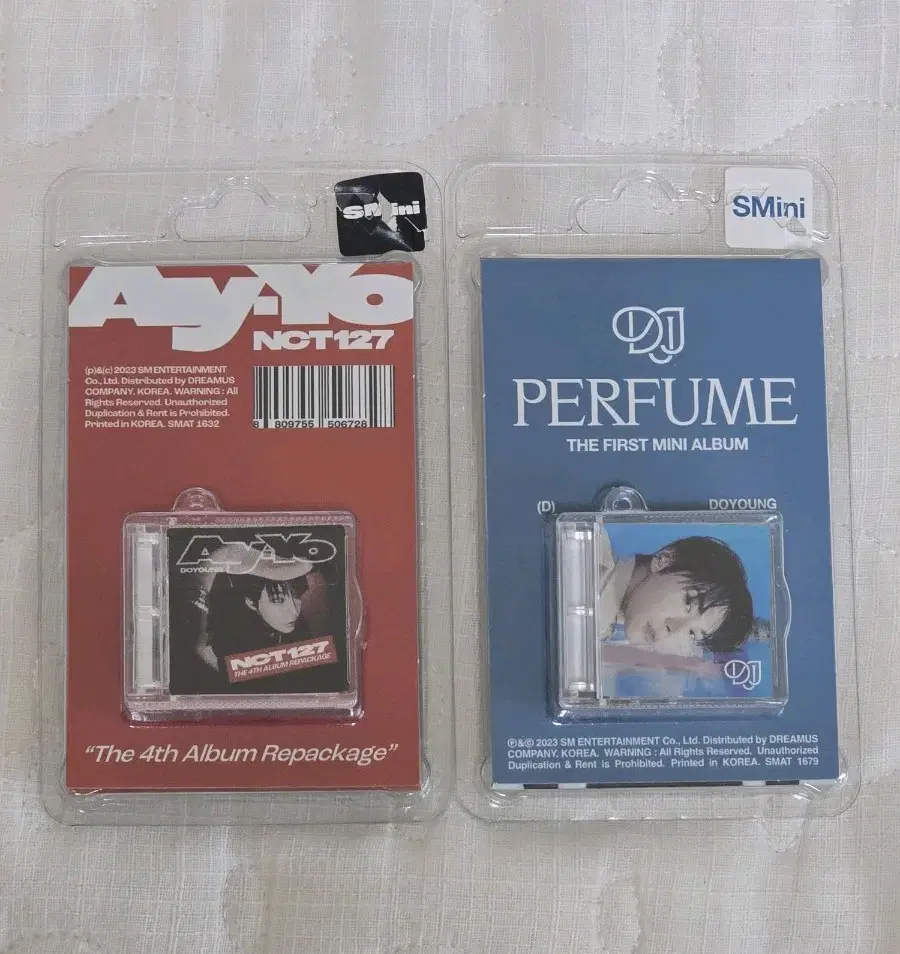 SMini
Ay-Yo
NCT127
(p)&(c) 2023 SM ENTERTAINMENT
Co., Ltd. Distributed by DREAMUS
COMPANY. KOREA. WARNING : All
Rights Reserved. Unauthorized
Duplication & Rent is Prohibited.
Printed in KOREA. SMAT 1632
8 809755 506728
Ay-Yo
DOYOUNG
NCT127
THE 4TH ALBUM REPACKAGE
"The 4th Album Repackage"
SMini
DJ
PERFUME
THE FIRST MINI ALBUM
(D) DOYOUNG
DJ
℗&© 2023 SM ENTERTAINMENT Co., Ltd. Distributed by DREAMUS
COMPANY. KOREA. WARNING : All Rights Reserved. Unauthorized
Duplication & Rent is Prohibited. Printed in KOREA. SMAT 1679